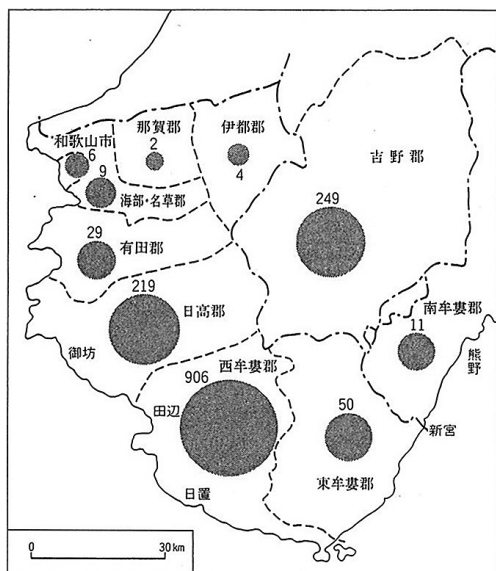 和歌山市
6
9
海部・名草郡
那賀郡
2
伊都郡
4
吉野郡
249
29
有田郡
219
日高郡
御坊
南牟婁郡
11
熊野
新宮
西牟婁郡
906
田辺
日置
50
東牟婁郡
0 30km